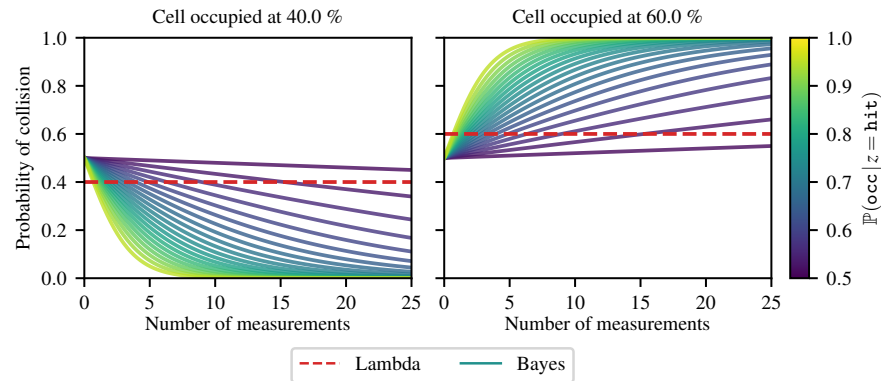 Cell occupied at 40.0 %
Cell occupied at 60.0 %
Probability of collision
1.0
0.8
0.6
0.4
0.2
0.0
0 5 10 15 20 25
Number of measurements
0 5 10 15 20 25
Number of measurements
1.0
0.9
0.8
0.7
0.6
0.5
ℙ(occ|z = hit)
Lambda
Bayes